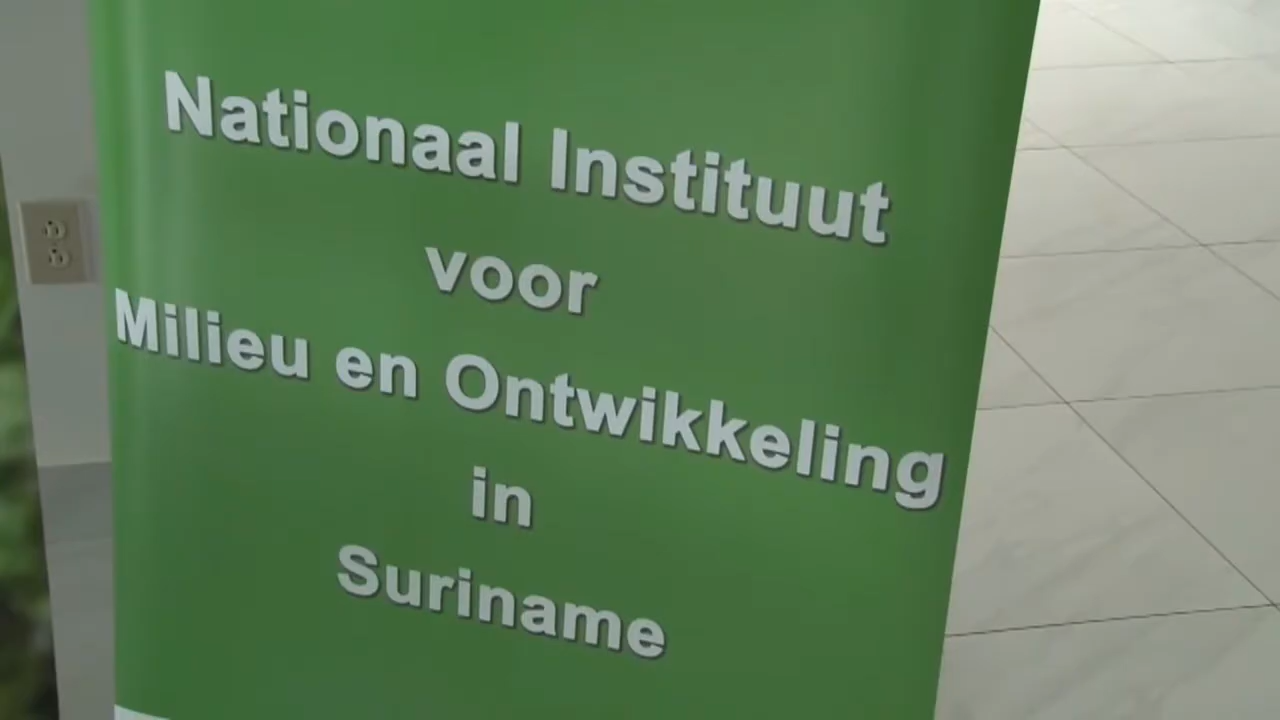 Nationaal Instituut
voor
Milieu en Ontwikkeling
in
Suriname